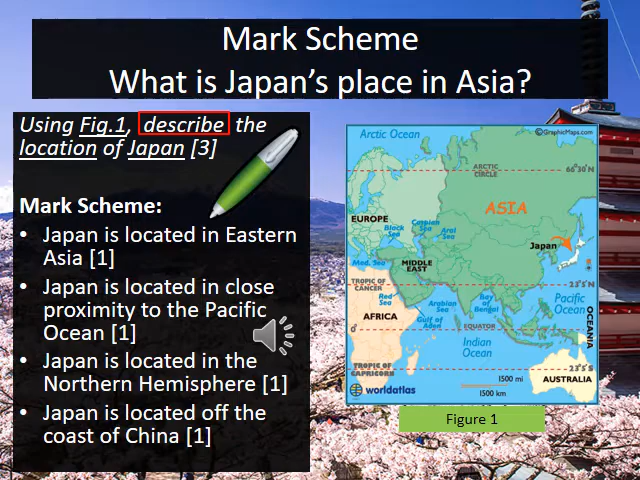 Mark Scheme
What is Japan's place in Asia?
Using Fig.1, describe the
location of Japan [3]
Mark Scheme:
• Japan is located in Eastern
Asia [1]
• Japan is located in close
proximity to the Pacific
Ocean [1]
• Japan is located in the
Northern Hemisphere [1]
• Japan is located off the
coast of China [1]
©GraphicMaps.com
Arctic Ocean
ARCTIC
CIRCLE
66°30'N
ASIA
EUROPE
Black
Sea
Caspian
Sea
Aral
Sea
Japan
Med. Sea
MIDDLE
EAST
TROPIC OF
CANCER
23°5'N
Red
Sea
Arabian
Sea
Bay of
Bengal
Pacific
Ocean
AFRICA
Gulf of
Aden
OCEANIA
0°
EQUATOR
Indian
Ocean
TROPIC OF
CAPRICORN
23°5'S
worldatlas
1500 mi
1500 km
AUSTRALIA
Figure 1